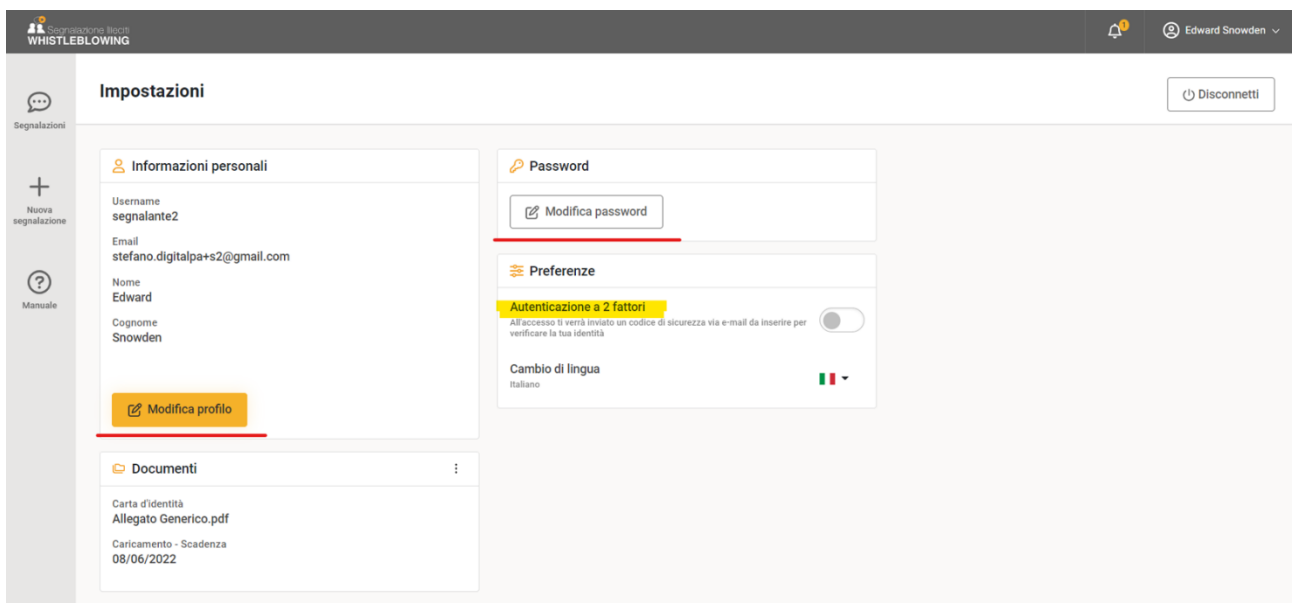 Segnalazione Illeciti
WHISTLEBLOWING
1
Edward Snowden
Impostazioni
Disconnetti
Segnalazioni
Nuova
segnalazione
Manuale
Informazioni personali
Username
segnalante2
Email
stefano.digitalpa+s2@gmail.com
Nome
Edward
Cognome
Snowden
Modifica profilo
Documenti
Carta d'identità
Allegato Generico.pdf
Caricamento - Scadenza
08/06/2022
Password
Modifica password
Preferenze
Autenticazione a 2 fattori
All'accesso ti verrà inviato un codice di sicurezza via e-mail da inserire per
verificare la tua identità
Cambio di lingua
Italiano